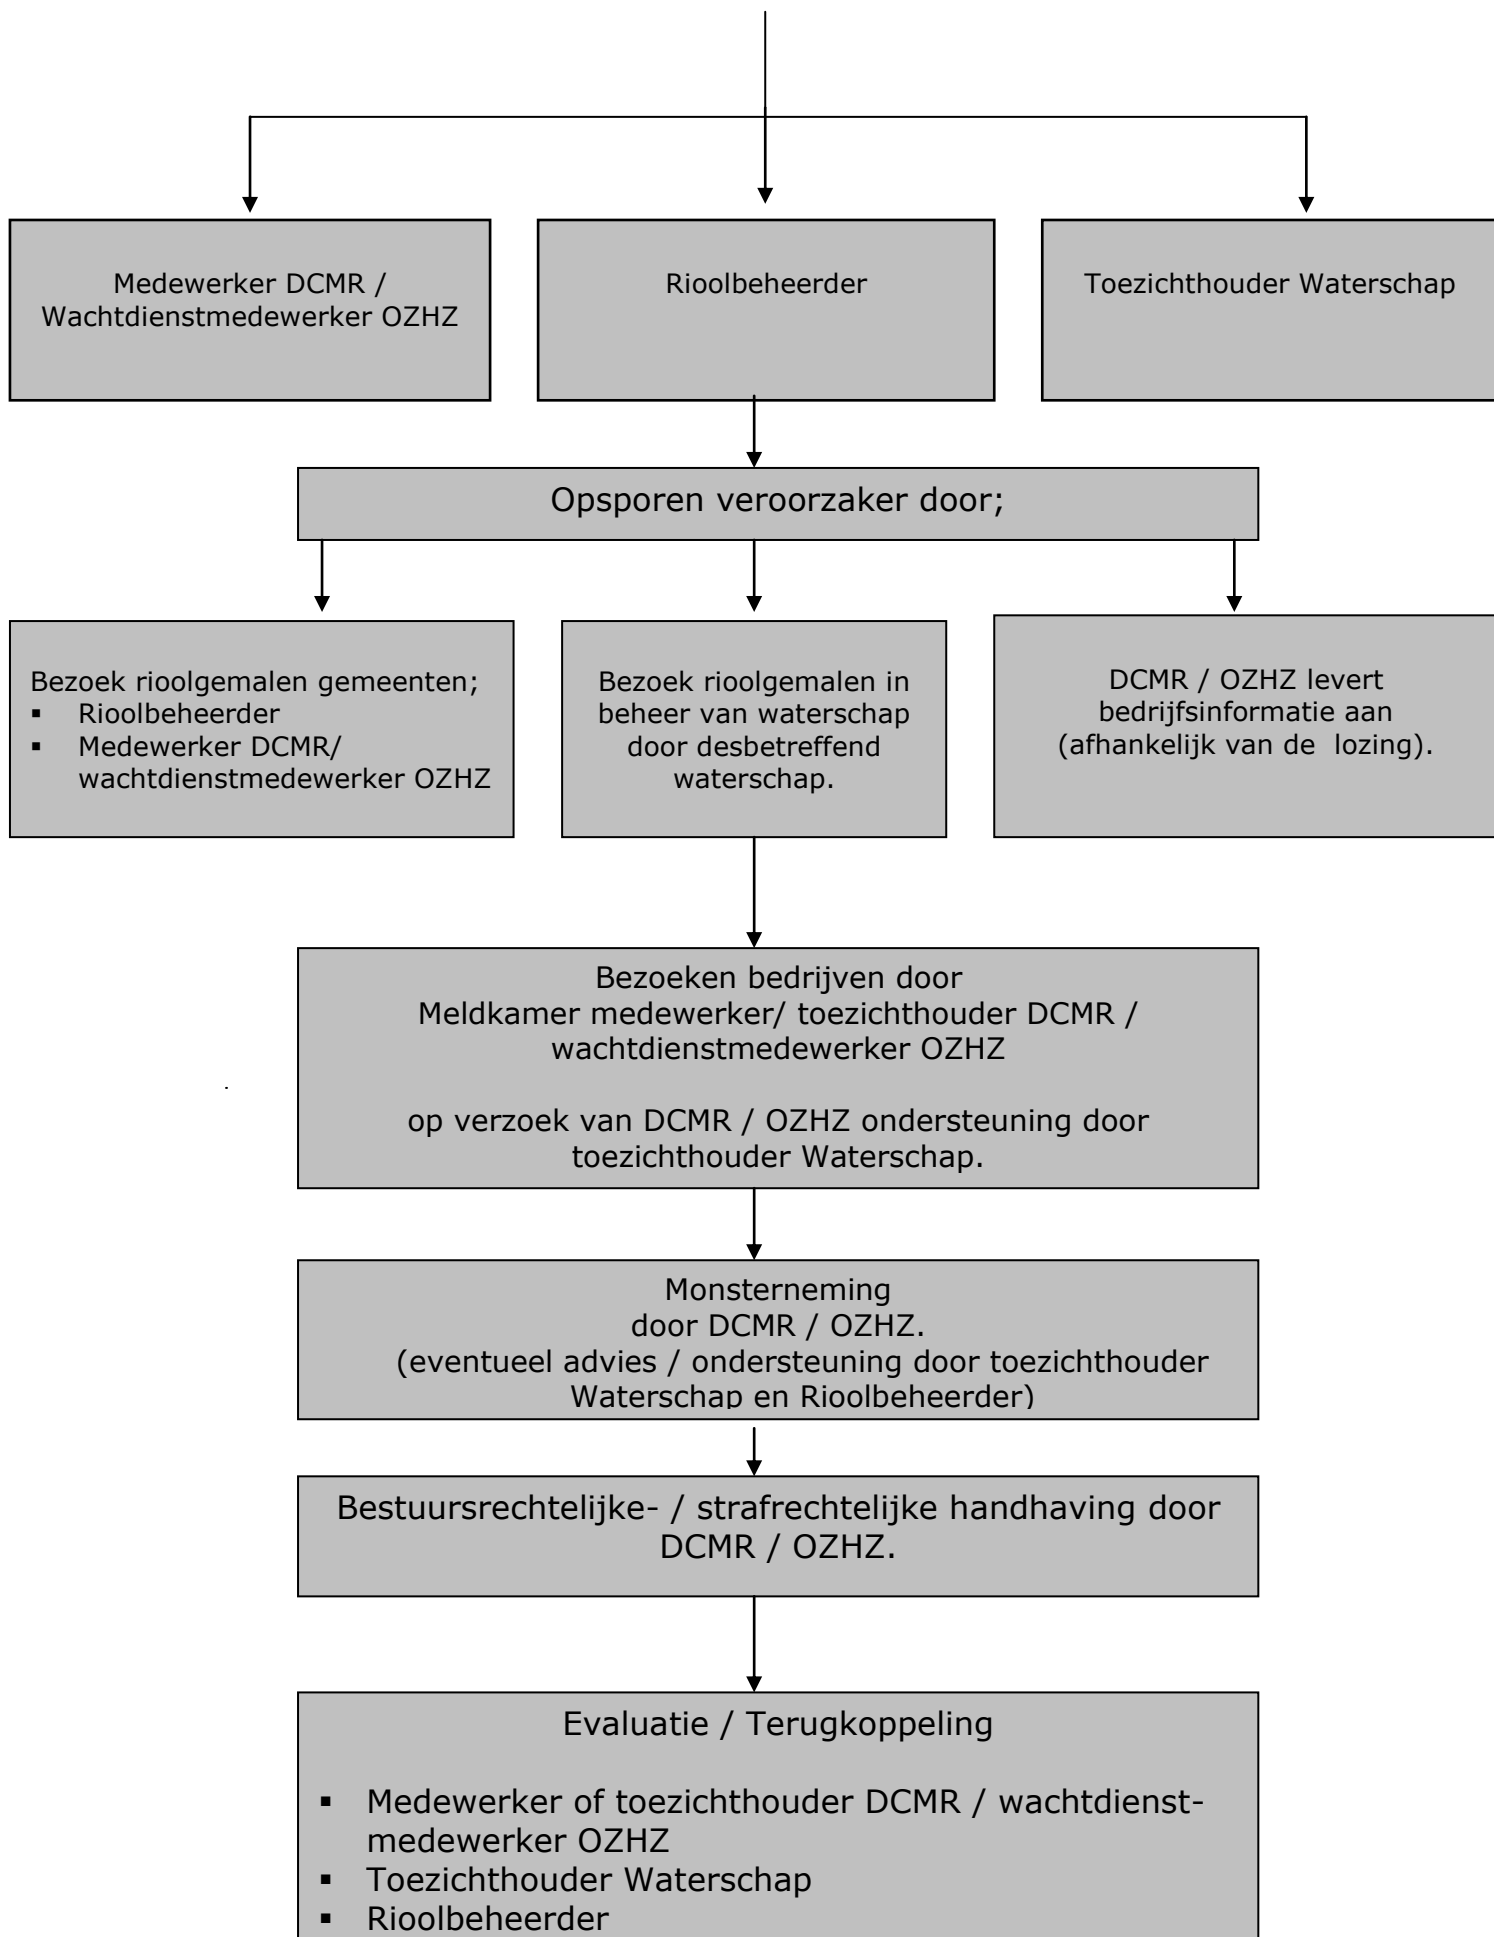 Medewerker DCMR /
Wachtdienstmedewerker OZHZ
Rioolbeheerder
Toezichthouder Waterschap
Opsporen veroorzaker door;
Bezoek rioolgemalen gemeenten;
▪ Rioolbeheerder
▪ Medewerker DCMR/
wachtdienstmedewerker OZHZ
Bezoek rioolgemalen in
beheer van waterschap
door desbetreffend
waterschap.
DCMR / OZHZ levert
bedrijfsinformatie aan
(afhankelijk van de lozing).
Bezoeken bedrijven door
Meldkamer medewerker/ toezichthouder DCMR /
wachtdienstmedewerker OZHZ
op verzoek van DCMR / OZHZ ondersteuning door
toezichthouder Waterschap.
Monsterneming
door DCMR / OZHZ.
(eventueel advies / ondersteuning door toezichthouder
Waterschap en Rioolbeheerder)
Bestuursrechtelijke- / strafrechtelijke handhaving door
DCMR / OZHZ.
Evaluatie / Terugkoppeling
▪ Medewerker of toezichthouder DCMR / wachtdienst-
medewerker OZHZ
▪ Toezichthouder Waterschap
▪ Rioolbeheerder